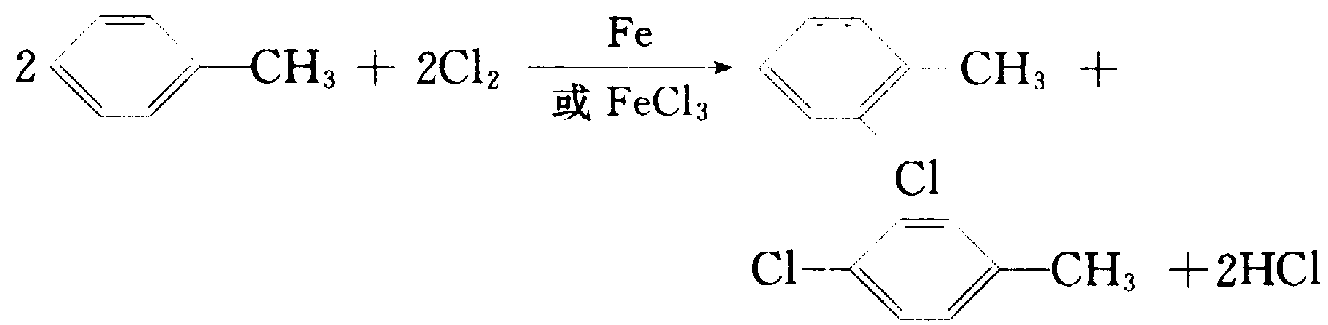 2 —CH₃ + 2Cl₂ Fe —CH₃ +
或 FeCl₃
Cl
Cl— —CH₃ +2HCl